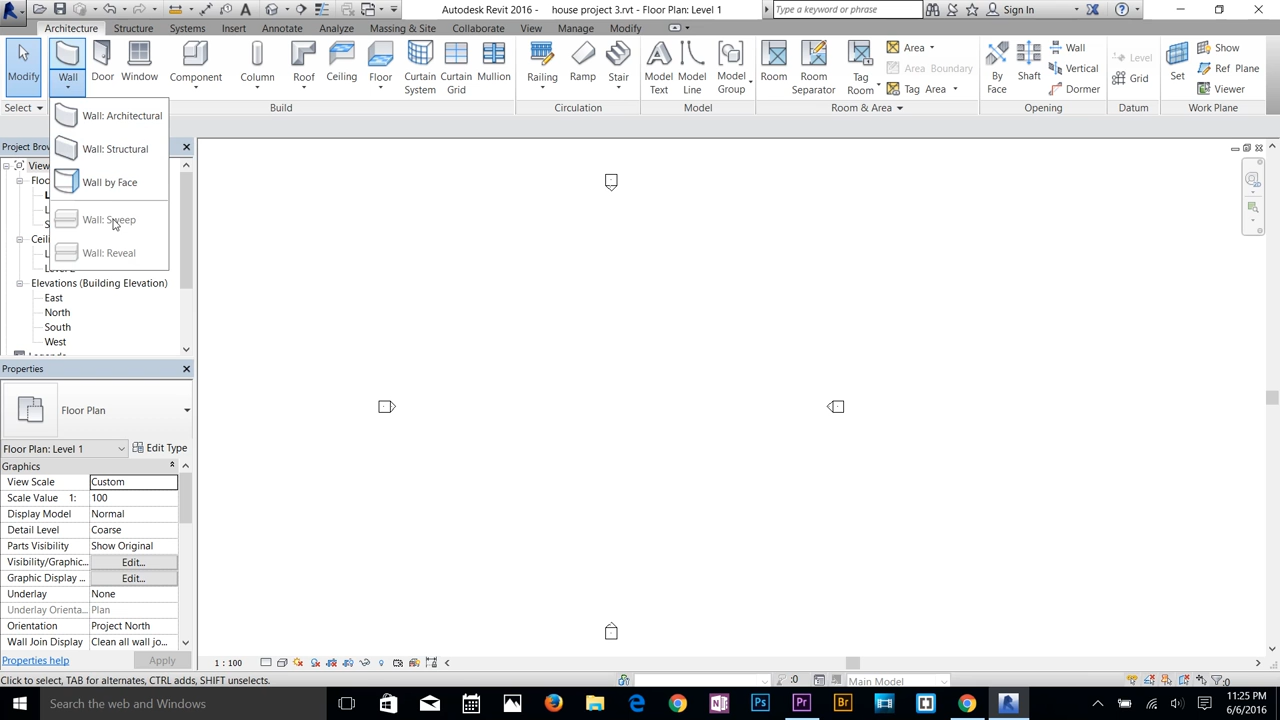 Autodesk Revit 2016 - house project 3.rvt - Floor Plan: Level 1
Type a keyword or phrase
Sign In
Architecture Structure Systems Insert Annotate Analyze Massing & Site Collaborate View Manage Modify
Modify
Wall
Door
Window
Component
Roof
Ceiling
Floor
Curtain System
Curtain Grid
Mullion
Railing
Ramp
Stair
Model Text
Model Line
Model Group
Room
Room Separator
Tag Room
Area
Area Boundary
Tag Area
By Face
Shaft
Wall
Vertical
Dormer
Level
Grid
Set
Show
Ref Plane
Viewer
Select
Build
Circulation
Model
Room & Area
Opening
Datum
Work Plane
Wall: Architectural
Wall: Structural
Wall by Face
Wall: Sweep
Wall: Reveal
Elevations (Building Elevation)
East
North
South
West
Properties
Floor Plan
Floor Plan: Level 1
Edit Type
Graphics
View Scale Custom
Scale Value 1: 100
Display Model Normal
Detail Level Coarse
Parts Visibility Show Original
Visibility/Graphic... Edit...
Graphic Display ... Edit...
Underlay None
Underlay Orienta... Plan
Orientation Project North
Wall Join Display Clean all wall jo...
Properties help
Apply
1 : 100
Click to select, TAB for alternates, CTRL adds, SHIFT unselects.
:0
Main Model
:0
Search the web and Windows
11:25 PM
6/6/2016